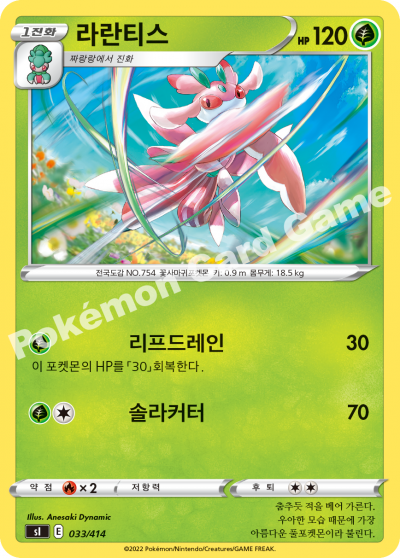 1진화
라란티스
HP 120
짜랑랑에서 진화
전국도감 NO.754 꽃사마귀포켓몬 키: 0.9 m 몸무게: 18.5 kg
Pokémon Card Game
리프드레인 30
이 포켓몬의 HP를 「30」 회복한다.
솔라커터 70
약점 ×2 저항력 후퇴
Illus. Anesaki Dynamic
sI E 033/414
춤추듯 적을 베어 가른다.
우아한 모습 때문에 가장
아름다운 풀포켓몬이라 불린다.
©2022 Pokémon/Nintendo/Creatures/GAME FREAK.